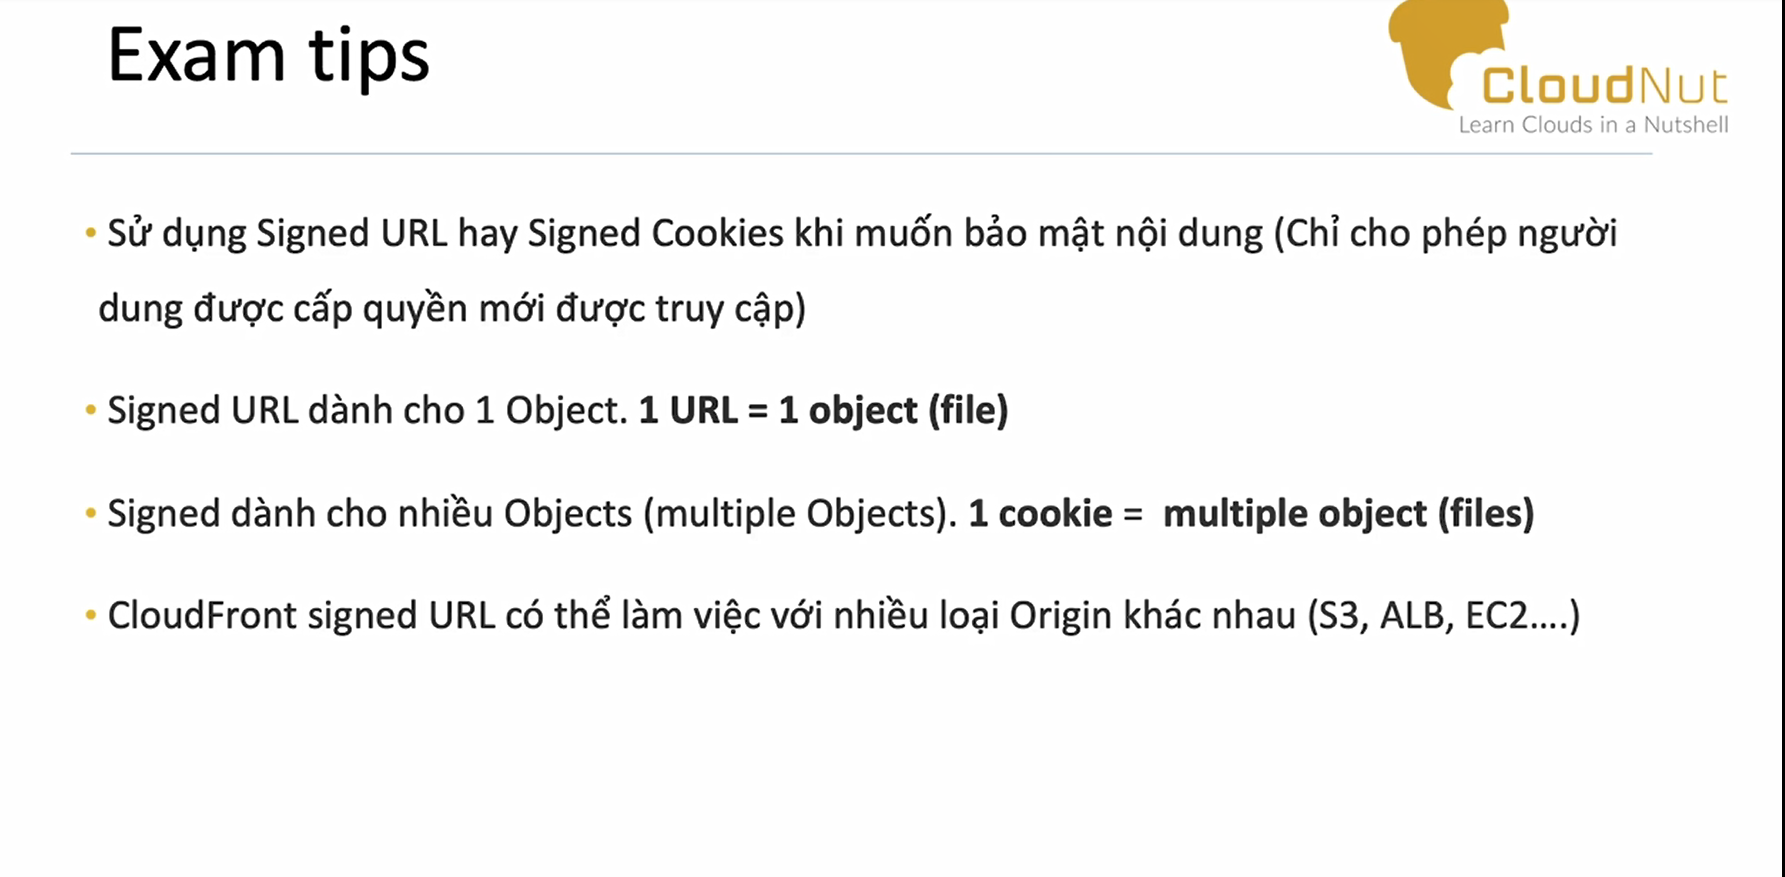 Exam tips
CloudNut
Learn Clouds in a Nutshell
• Sử dụng Signed URL hay Signed Cookies khi muốn bảo mật nội dung (Chỉ cho phép người
dung được cấp quyền mới được truy cập)
• Signed URL dành cho 1 Object. 1 URL = 1 object (file)
• Signed dành cho nhiều Objects (multiple Objects). 1 cookie = multiple object (files)
• CloudFront signed URL có thể làm việc với nhiều loại Origin khác nhau (S3, ALB, EC2....)